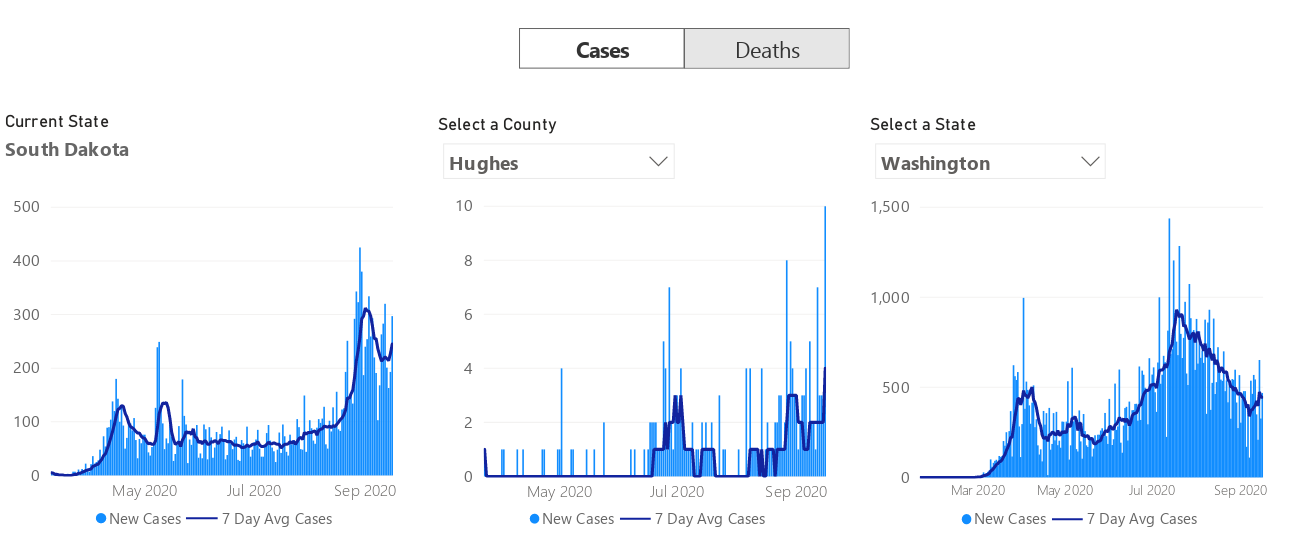 Cases Deaths
Current State
South Dakota
500
400
300
200
100
0
May 2020 Jul 2020 Sep 2020
New Cases 7 Day Avg Cases
Select a County
Hughes
10
8
6
4
2
0
May 2020 Jul 2020 Sep 2020
New Cases 7 Day Avg Cases
Select a State
Washington
1,500
1,000
500
0
Mar 2020 May 2020 Jul 2020 Sep 2020
New Cases 7 Day Avg Cases